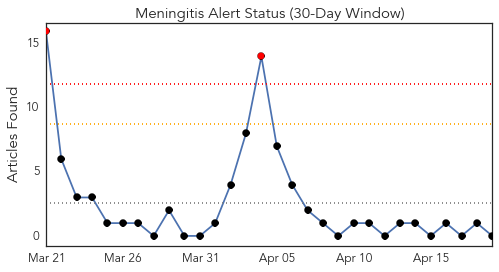 Meningitis Alert Status (30-Day Window)
Articles Found
15
10
5
0
Mar 21 Mar 26 Mar 31 Apr 05 Apr 10 Apr 15